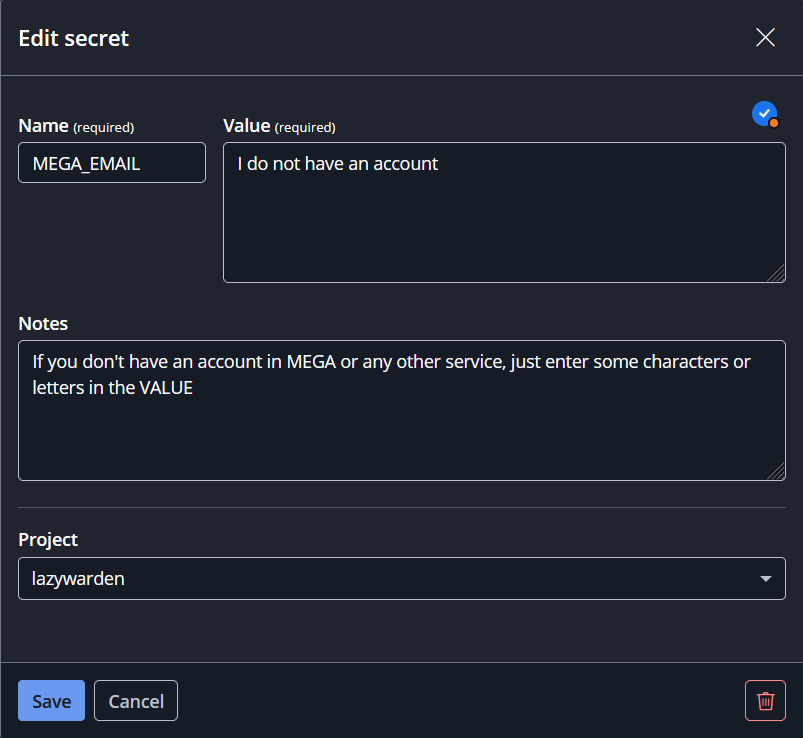 Edit secret
Name (required)
Value (required)
MEGA_EMAIL
I do not have an account
Notes
If you don't have an account in MEGA or any other service, just enter some characters or
letters in the VALUE
Project
lazywarden
Save
Cancel